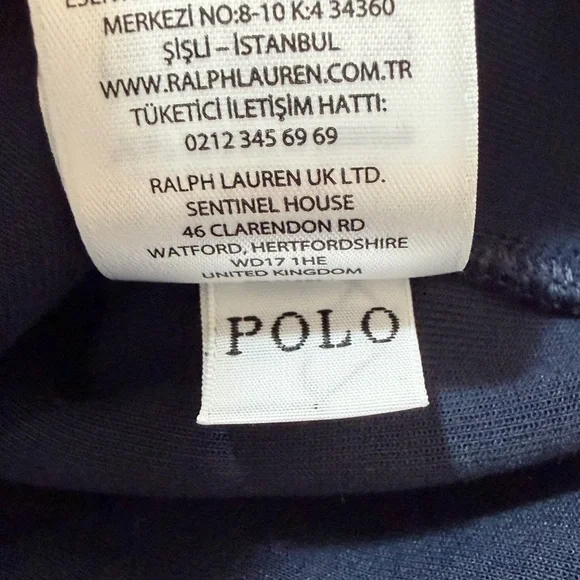 MERKEZİ NO:8-10 K:4 34360
ŞİŞLİ – İSTANBUL
WWW.RALPHLAUREN.COM.TR
TÜKETİCİ İLETİŞİM HATTI:
0212 345 69 69
RALPH LAUREN UK LTD.
SENTINEL HOUSE
46 CLARENDON RD
WATFORD, HERTFORDSHIRE
WD17 1HE
UNITED KINGDOM
POLO